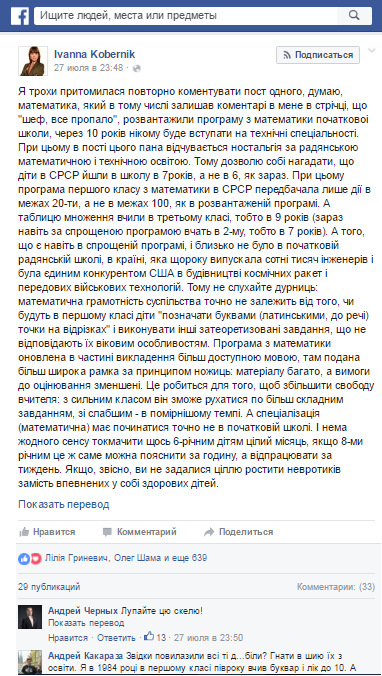 Ищите людей, места или предметы
Ivanna Kobernik
Подписаться
27 июля в 23:48 ·
Я трохи притомилася повторно коментувати пост одного, думаю,
математика, який в тому числі залишав коментарі в мене в стрічці, що
"шеф, все пропало", розвантажили програму з математики початкової
школи, через 10 років нікому буде вступати на технічні спеціальності.
При цьому в пості цього пана відчувається ностальгія за радянською
математичною і технічною освітою. Тому дозволю собі нагадати, що
діти в СРСР йшли в школу в 7років, а не в 6, як зараз. При цьому
програма першого класу з математики в СРСР передбачала лише дії в
межах 20-ти, а не в межах 100, як в розвантаженій програмі. А
таблицю множення вчили в третьому класі, тобто в 9 років (зараз
навіть за спрощеною програмою вчать в 2-му, тобто в 7 років). А того,
що є навіть в спрощеній програмі, і близько не було в початковій
радянській школі, в країні, яка щороку випускала сотні тисяч інженерів і
була єдиним конкурентом США в будівництві космічних ракет і
передових військових технологій. Тому не слухайте дурниць:
математична грамотність суспільства точно не залежить від того, чи
будуть в першому класі діти "позначати буквами (латинськими, до речі)
точки на відрізках" і виконувати інші затеоретизовані завдання, що не
відповідають їх віковим особливостям. Програма з математики
оновлена в частині викладення більш доступною мовою, там подана
більш широка рамка за принципом ножиць: матеріалу багато, а вимоги
до оцінювання зменшені. Це робиться для того, щоб збільшити свободу
вчителя: з сильним класом він зможе рухатися по більш складним
завданням, зі слабшим - в помірнішому темпі. А спеціалізація
(математична) має починатися точно не в початковій школі. І нема
жодного сенсу токмачити щось 6-річним дітям цілий місяць, якщо 8-ми
річним це ж саме можна пояснити за годину, а відпрацювати за
тиждень. Якщо, звісно, ви не задалися ціллю ростити невротиків
замість впевнених у собі здорових дітей.
Показать перевод
Нравится Комментарий Поделиться
Лілія Гриневич, Олег Шама и еще 639
29 публикаций Комментарии: (33)
Андрей Черных Лупайте цю скелю!
Показать перевод
Нравится · Ответить · 13 · 27 июля в 23:50
Андрей Какараза Звідки повилазили всі ті д...біли? Гнати в шию їх з
освіти. Я в 1984 році в першому класі півроку вчив буквар і лік до 10. А